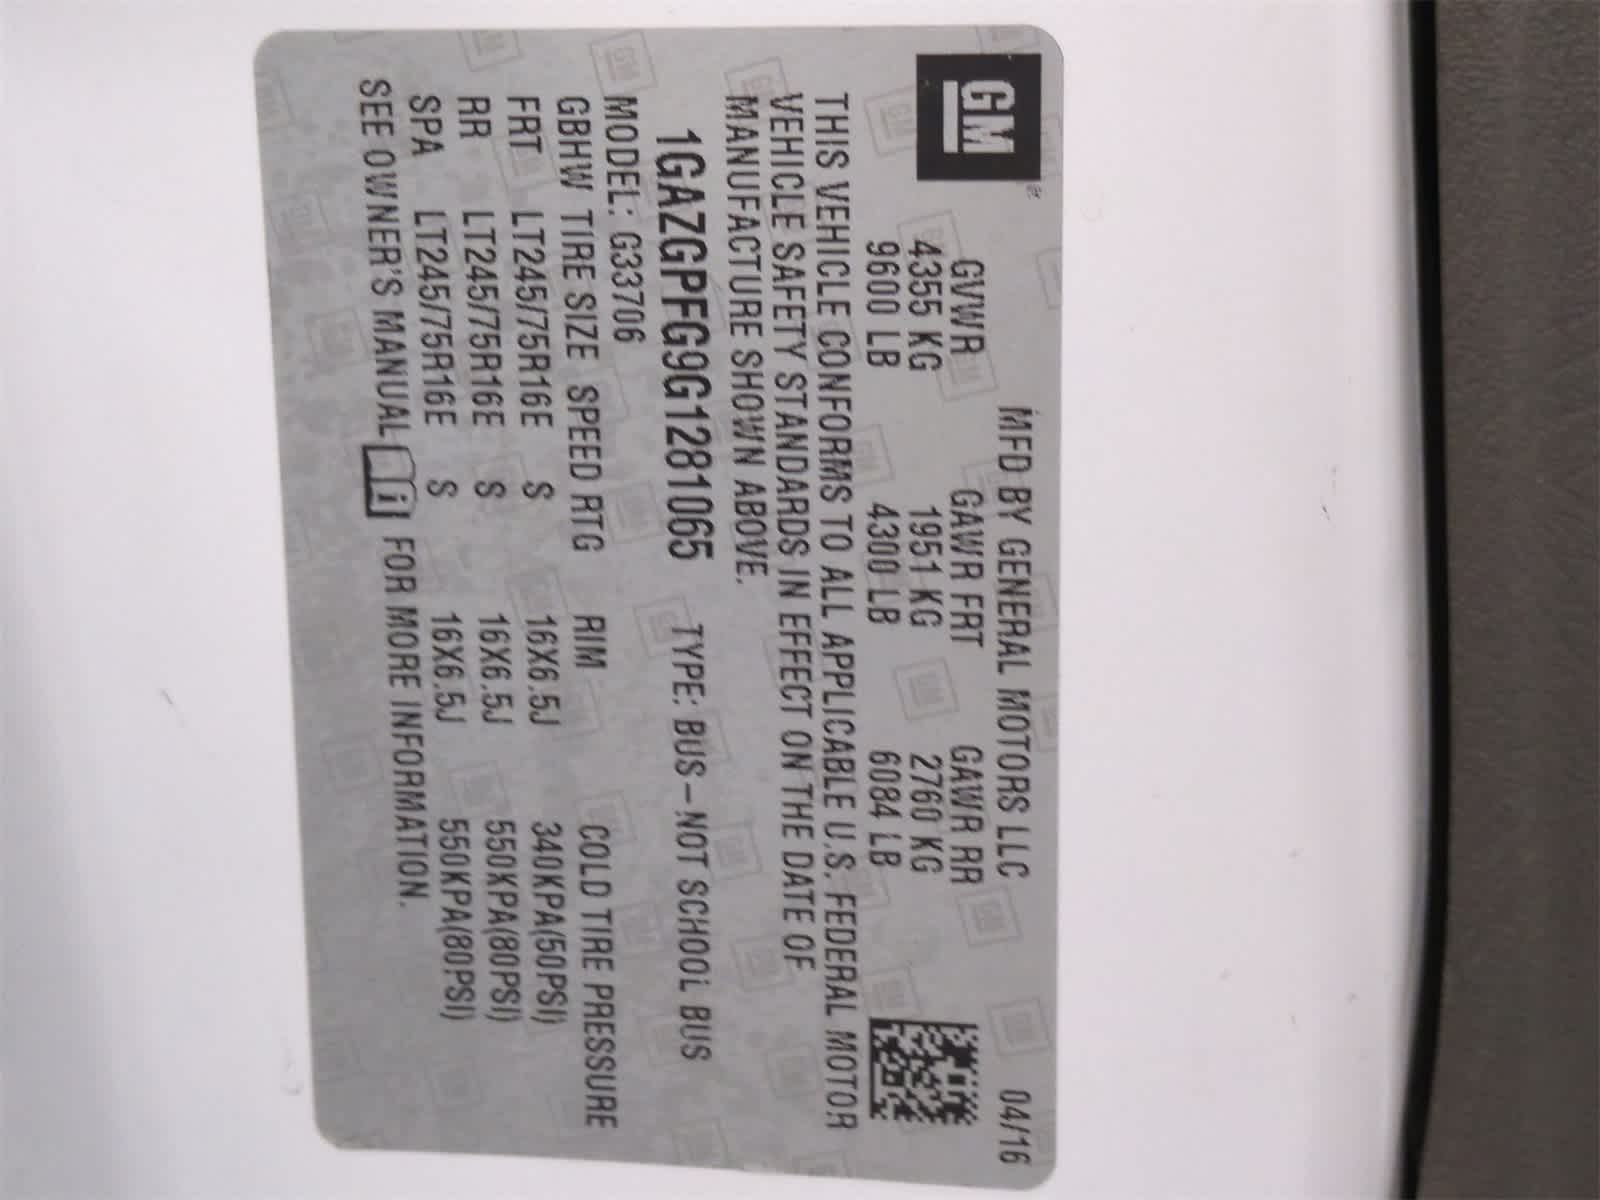 GM
MFD BY GENERAL MOTORS LLC 04/16
GVWR GAWR FRT GAWR RR
4355 KG 1951 KG 2760 KG
9600 LB 4300 LB 6084 LB
THIS VEHICLE CONFORMS TO ALL APPLICABLE U.S. FEDERAL MOTOR
VEHICLE SAFETY STANDARDS IN EFFECT ON THE DATE OF
MANUFACTURE SHOWN ABOVE.
1GAZGPFG9G1281065 TYPE: BUS – NOT SCHOOL BUS
MODEL: G33706
GBHW TIRE SIZE SPEED RTG RIM COLD TIRE PRESSURE
FRT LT245/75R16E S 16X6.5J 340KPA(50PSI)
RR LT245/75R16E S 16X6.5J 550KPA(80PSI)
SPA LT245/75R16E S 16X6.5J 550KPA(80PSI)
SEE OWNER'S MANUAL i FOR MORE INFORMATION.